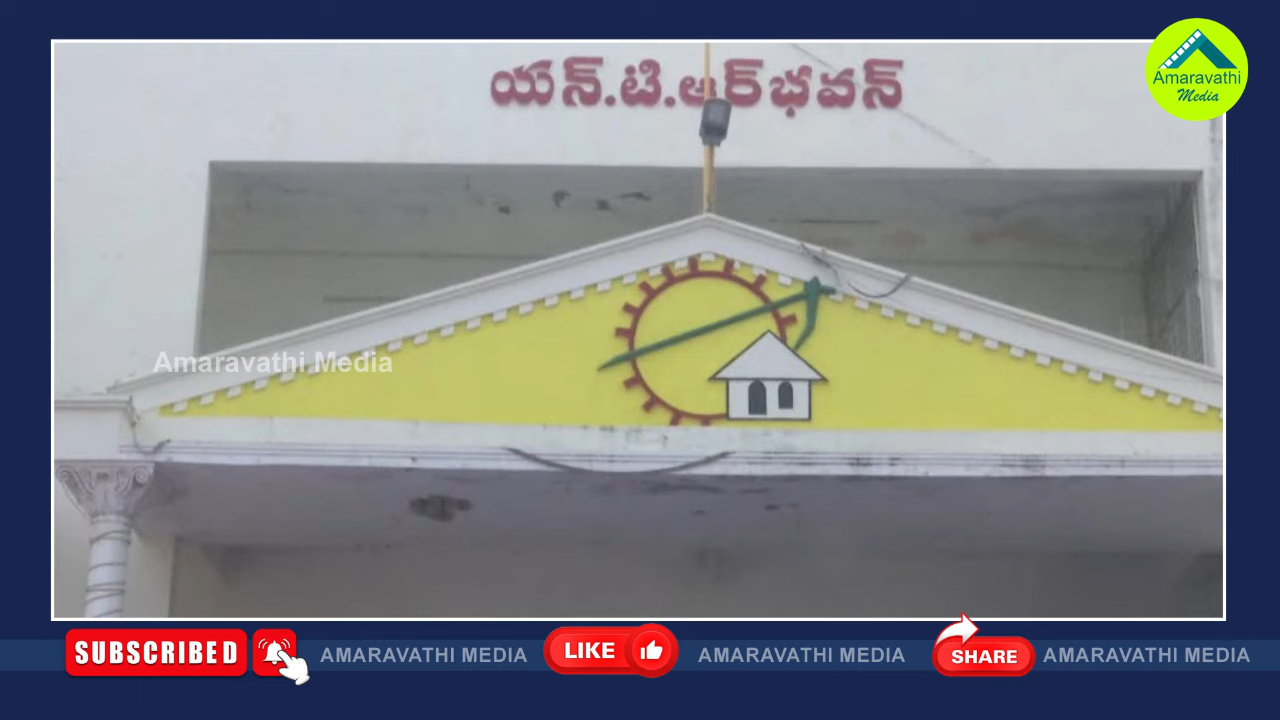 Amaravathi
Media
యన్.టి.ఆర్ భవన్
Amaravathi Media
SUBSCRIBED
AMARAVATHI MEDIA
LIKE
AMARAVATHI MEDIA
SHARE
AMARAVATHI MEDIA